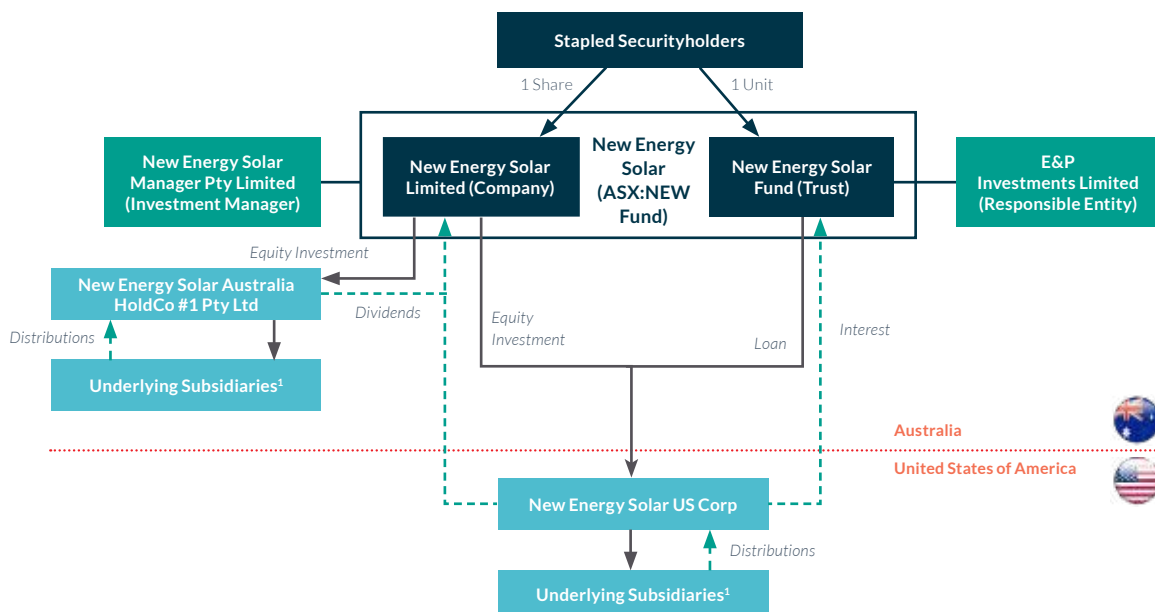 Stapled Securityholders
1 Share
1 Unit
New Energy Solar
Manager Pty Limited
(Investment Manager)
New Energy Solar
Limited (Company)
New Energy
Solar
(ASX:NEW
Fund)
New Energy Solar
Fund (Trust)
E&P
Investments Limited
(Responsible Entity)
Equity Investment
New Energy Solar Australia
HoldCo #1 Pty Ltd
Dividends
Equity
Investment
Loan
Interest
Distributions
Underlying Subsidiaries¹
Australia
United States of America
New Energy Solar US Corp
Distributions
Underlying Subsidiaries¹